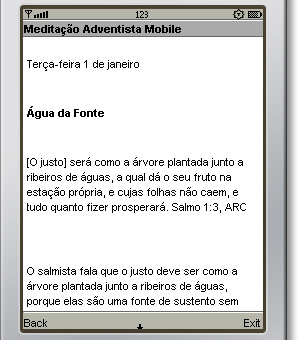 123
Meditação Adventista Mobile
Terça-feira 1 de janeiro
Água da Fonte
[O justo] será como a árvore plantada junto a
ribeiros de águas, a qual dá o seu fruto na
estação própria, e cujas folhas não caem, e
tudo quanto fizer prosperará. Salmo 1:3, ARC
O salmista fala que o justo deve ser como a
árvore plantada junto a ribeiros de águas,
porque elas são uma fonte de sustento sem
Back Exit